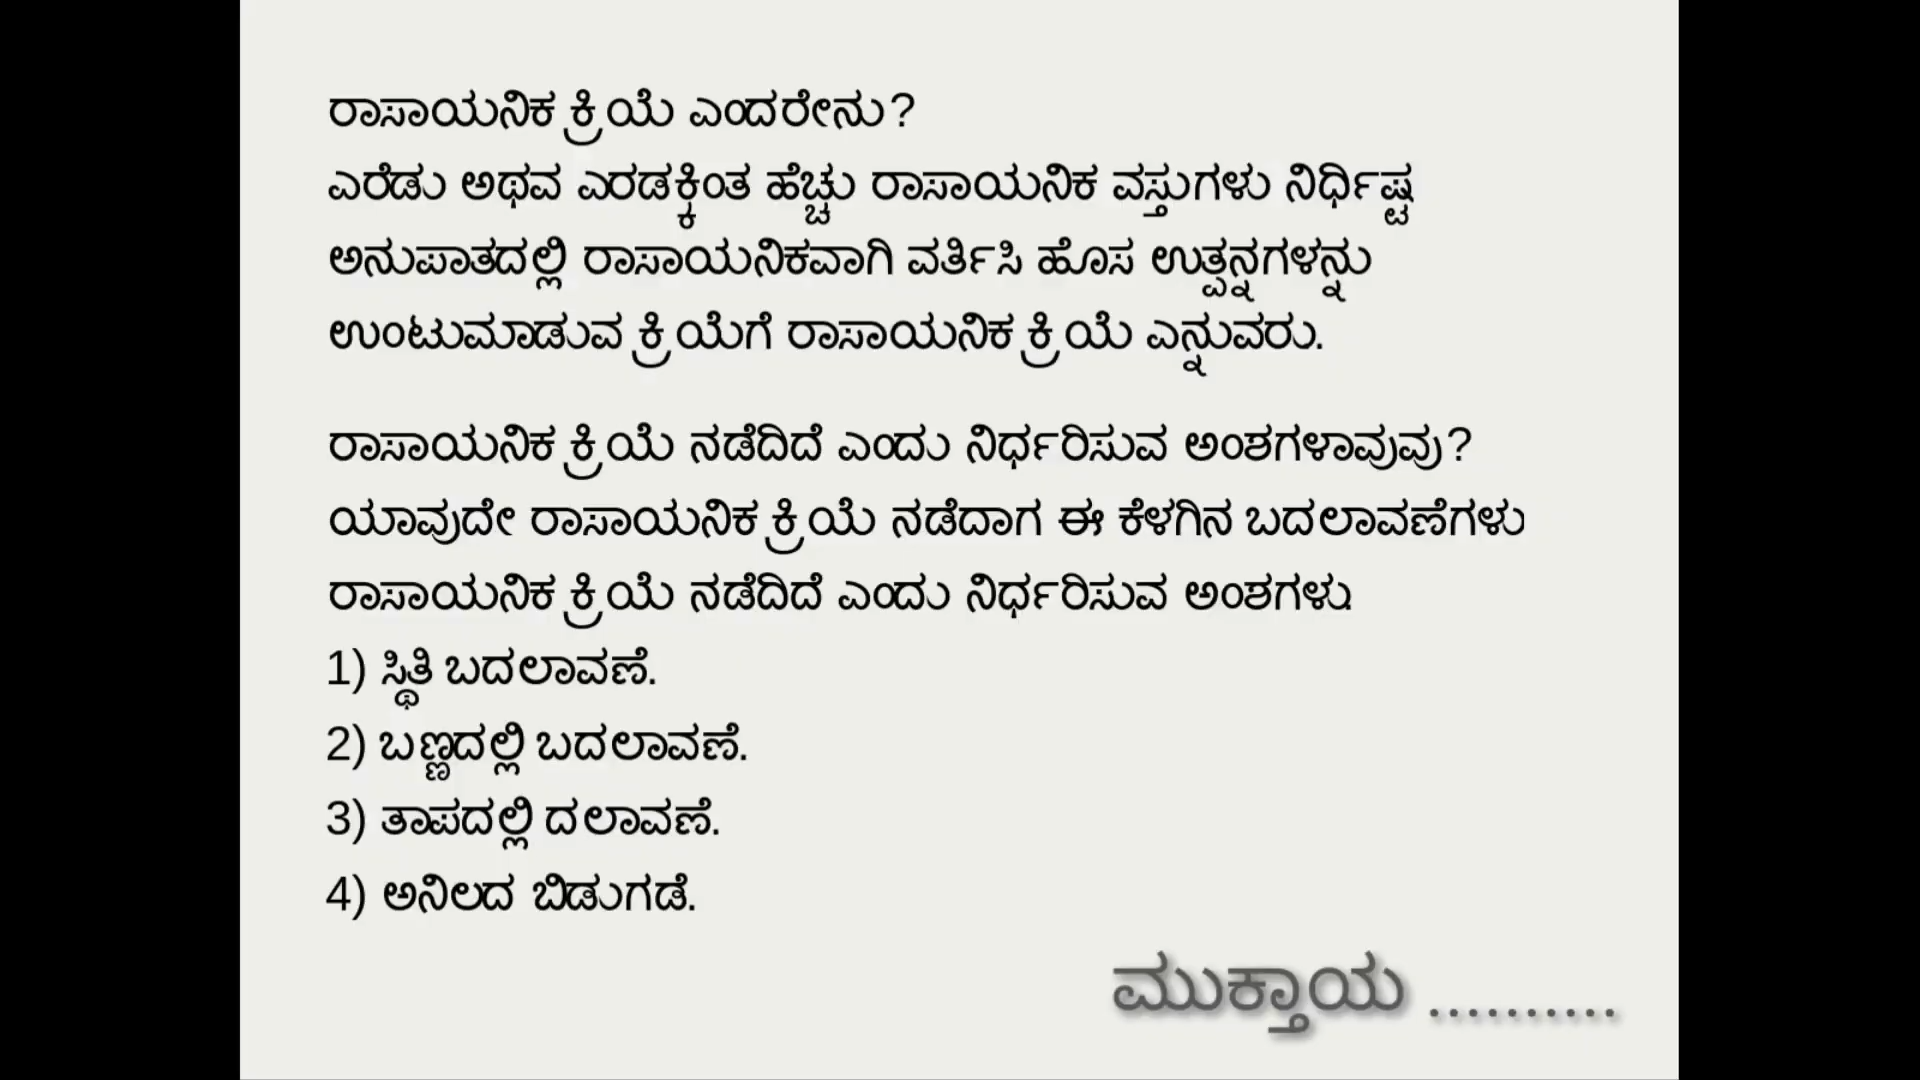 ರಾಸಾಯನಿಕ ಕ್ರಿಯೆ ಎಂದರೇನು?
ಎರೆಡು ಅಥವ ಎರಡಕ್ಕಿಂತ ಹೆಚ್ಚು ರಾಸಾಯನಿಕ ವಸ್ತುಗಳು ನಿರ್ಧಿಷ್ಟ
ಅನುಪಾತದಲ್ಲಿ ರಾಸಾಯನಿಕವಾಗಿ ವರ್ತಿಸಿ ಹೊಸ ಉತ್ಪನ್ನಗಳನ್ನು
ಉಂಟುಮಾಡುವ ಕ್ರಿಯೆಗೆ ರಾಸಾಯನಿಕ ಕ್ರಿಯೆ ಎನ್ನುವರು.
ರಾಸಾಯನಿಕ ಕ್ರಿಯೆ ನಡೆದಿದೆ ಎಂದು ನಿರ್ಧರಿಸುವ ಅಂಶಗಳಾವುವು?
ಯಾವುದೇ ರಾಸಾಯನಿಕ ಕ್ರಿಯೆ ನಡೆದಾಗ ಈ ಕೆಳಗಿನ ಬದಲಾವಣೆಗಳು
ರಾಸಾಯನಿಕ ಕ್ರಿಯೆ ನಡೆದಿದೆ ಎಂದು ನಿರ್ಧರಿಸುವ ಅಂಶಗಳು
1) ಸ್ಥಿತಿ ಬದಲಾವಣೆ.
2) ಬಣ್ಣದಲ್ಲಿ ಬದಲಾವಣೆ.
3) ತಾಪದಲ್ಲಿ ದಲಾವಣೆ.
4) ಅನಿಲದ ಬಿಡುಗಡೆ.
ಮುಕ್ತಾಯ ..........